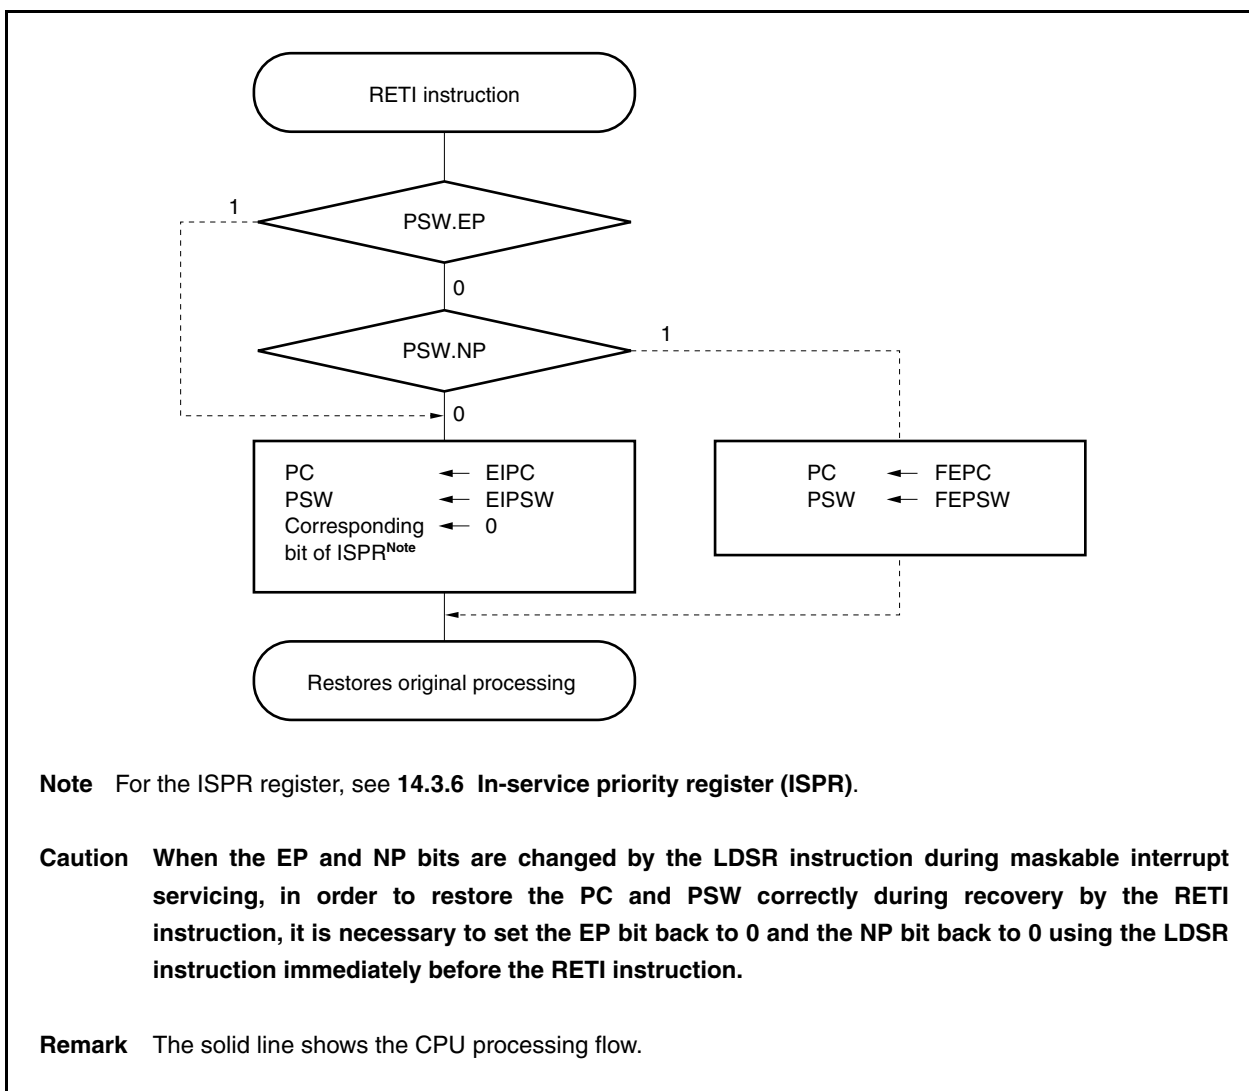 RETI instruction
1
PSW.EP
0
1
PSW.NP
0
PC ← EIPC
PSW ← EIPSW
Corresponding ← 0
bit of ISPRNote
PC ← FEPC
PSW ← FEPSW
Restores original processing
Note For the ISPR register, see 14.3.6 In-service priority register (ISPR).
Caution When the EP and NP bits are changed by the LDSR instruction during maskable interrupt
servicing, in order to restore the PC and PSW correctly during recovery by the RETI
instruction, it is necessary to set the EP bit back to 0 and the NP bit back to 0 using the LDSR
instruction immediately before the RETI instruction.
Remark The solid line shows the CPU processing flow.